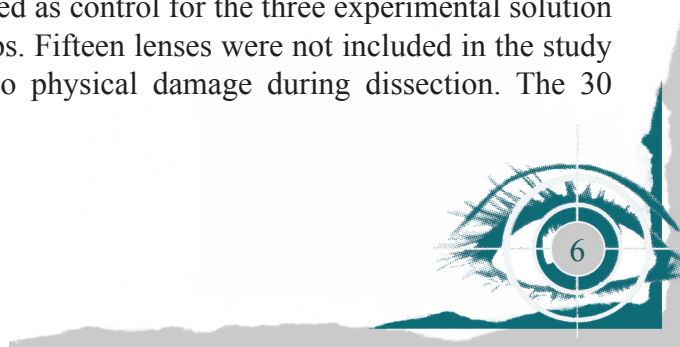 ed as control for the three experimental solution
os. Fifteen lenses were not included in the study
o physical damage during dissection. The 30
6